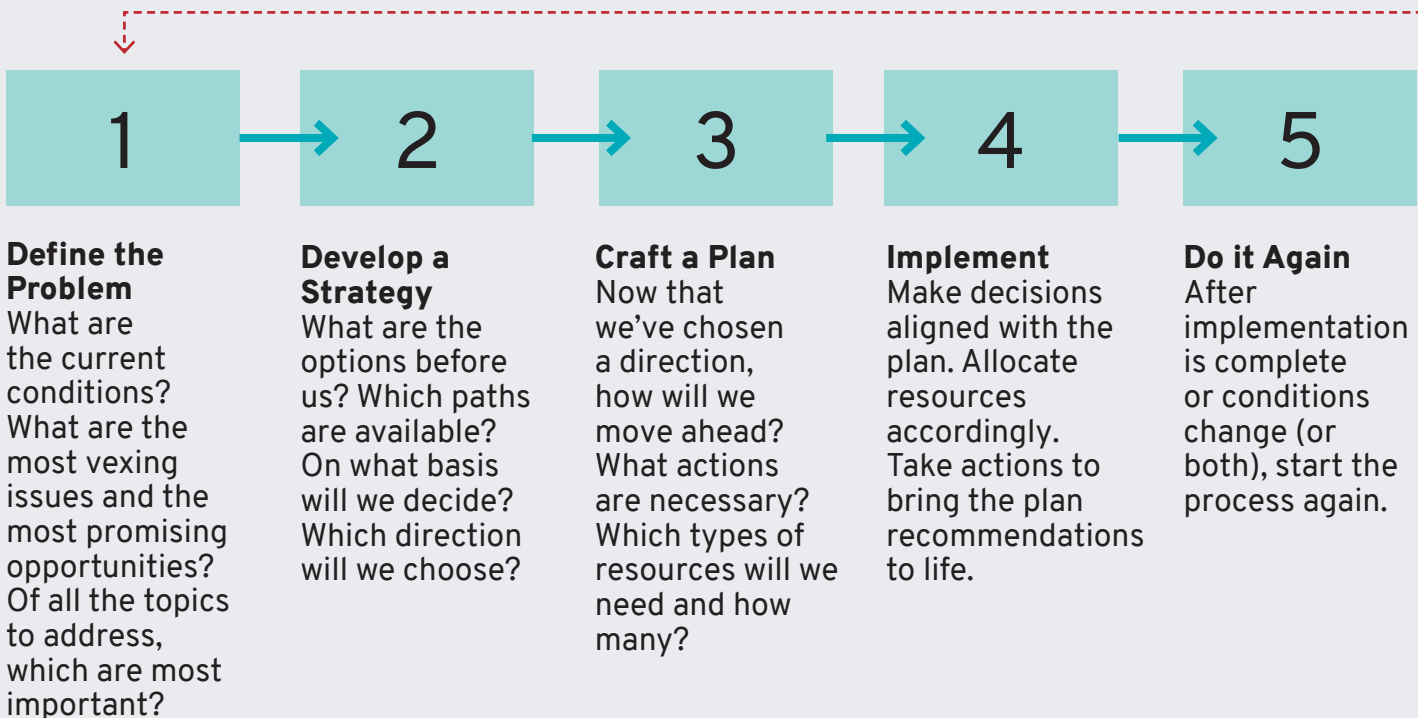 1
2
3
4
5
Define the
Problem
What are
the current
conditions?
What are the
most vexing
issues and the
most promising
opportunities?
Of all the topics
to address,
which are most
important?
Develop a
Strategy
What are the
options before
us? Which paths
are available?
On what basis
will we decide?
Which direction
will we choose?
Craft a Plan
Now that
we’ve chosen
a direction,
how will we
move ahead?
What actions
are necessary?
Which types of
resources will we
need and how
many?
Implement
Make decisions
aligned with the
plan. Allocate
resources
accordingly.
Take actions to
bring the plan
recommendations
to life.
Do it Again
After
implementation
is complete
or conditions
change (or
both), start the
process again.